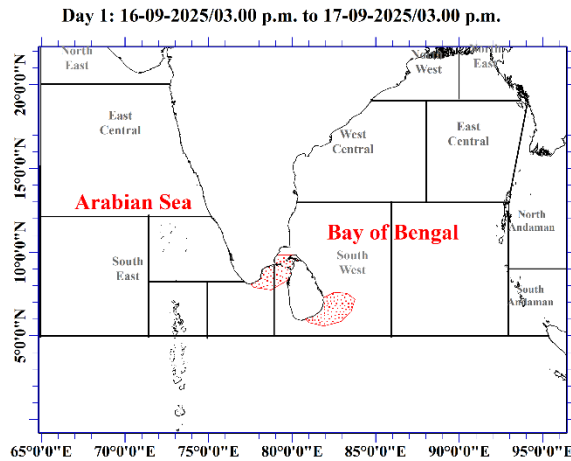 Day 1: 16-09-2025/03.00 p.m. to 17-09-2025/03.00 p.m.
North
East
North
West
North
East
20°0'0"N
East
Central
West
Central
East
Central
15°0'0"N
Arabian Sea
Bay of Bengal
North
Andaman
10°0'0"N
South
East
South
West
South
Andaman
5°0'0"N
65°0'0"E
70°0'0"E
75°0'0"E
80°0'0"E
85°0'0"E
90°0'0"E
95°0'0"E